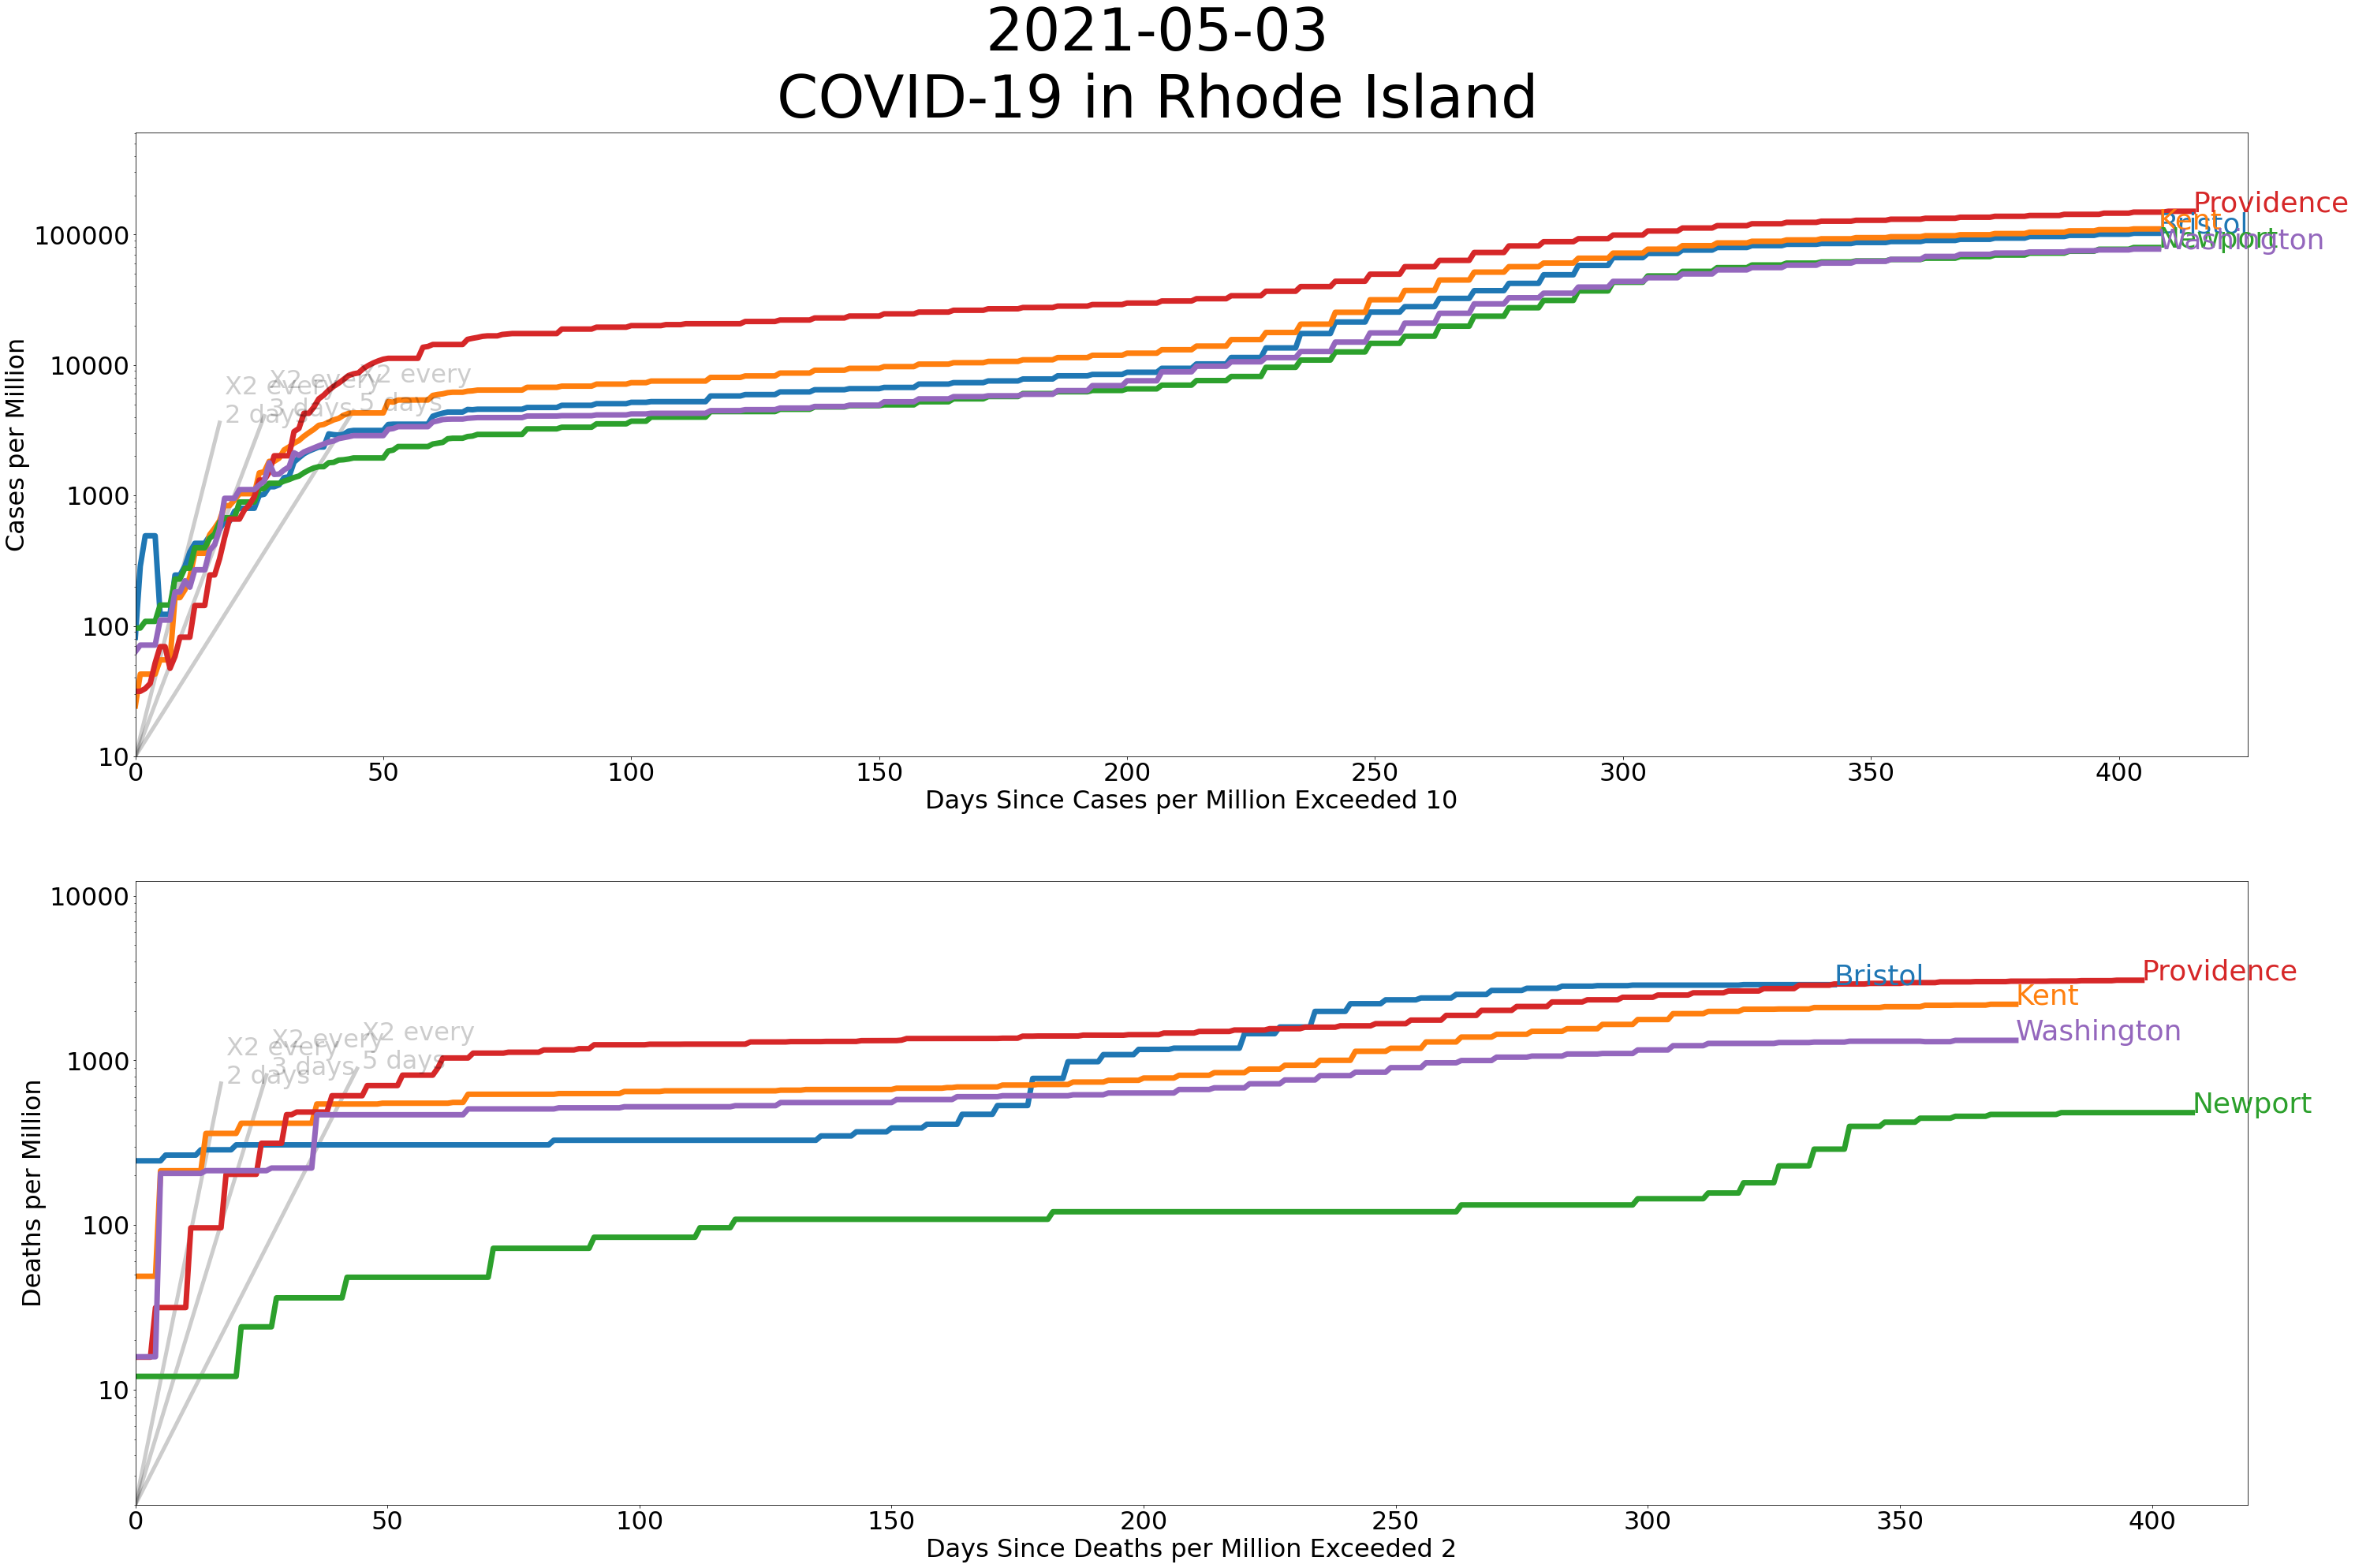 2021-05-03
COVID-19 in Rhode Island
Cases per Million
100000
10000
1000
100
10
X2 every
2 days
X2 every
3 days
X2 every
5 days
Providence
Kent
Bristol
Newport
Washington
0 50 100 150 200 250 300 350 400
Days Since Cases per Million Exceeded 10
Deaths per Million
10000
1000
100
10
X2 every
2 days
X2 every
3 days
X2 every
5 days
Bristol
Providence
Kent
Washington
Newport
0 50 100 150 200 250 300 350 400
Days Since Deaths per Million Exceeded 2